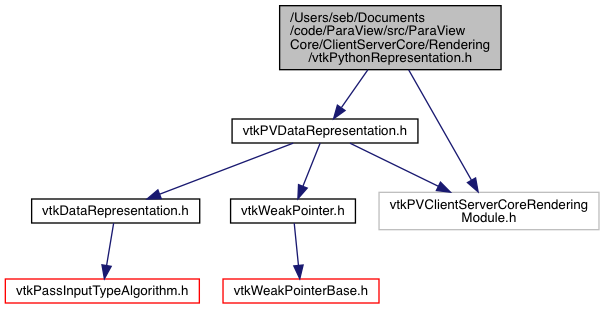 /Users/seb/Documents
/code/ParaView/src/ParaView
Core/ClientServerCore/Rendering
/vtkPythonRepresentation.h
vtkPVDataRepresentation.h
vtkDataRepresentation.h
vtkWeakPointer.h
vtkPVClientServerCoreRendering
Module.h
vtkPassInputTypeAlgorithm.h
vtkWeakPointerBase.h